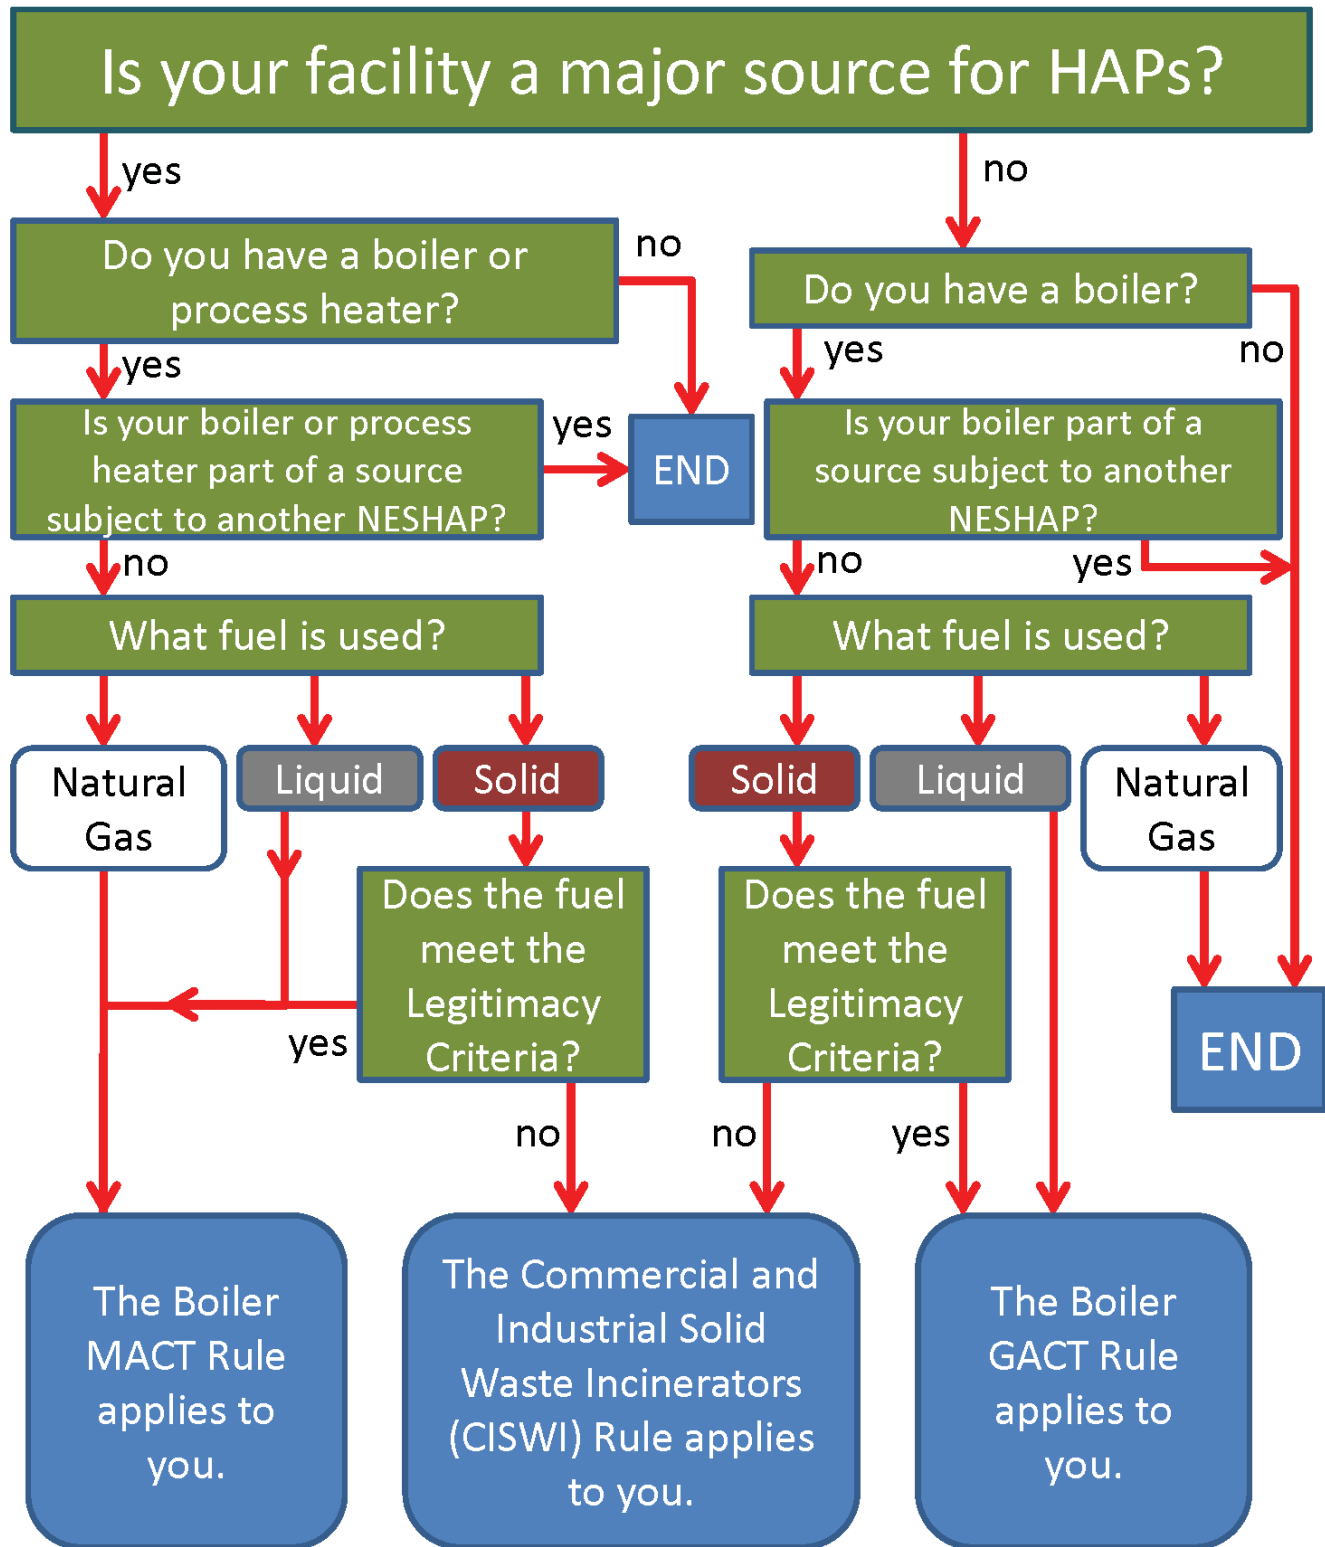 Is your facility a major source for HAPs?
yes
no
Do you have a boiler or
process heater?
no
Do you have a boiler?
yes
yes
no
Is your boiler or process
heater part of a source
subject to another NESHAP?
yes
END
Is your boiler part of a
source subject to another
NESHAP?
no
no
yes
What fuel is used?
What fuel is used?
Natural
Gas
Liquid
Solid
Solid
Liquid
Natural
Gas
Does the fuel
meet the
Legitimacy
Criteria?
Does the fuel
meet the
Legitimacy
Criteria?
yes
END
no
no
yes
The Boiler
MACT Rule
applies to
you.
The Commercial and
Industrial Solid
Waste Incinerators
(CISWI) Rule applies
to you.
The Boiler
GACT Rule
applies to
you.